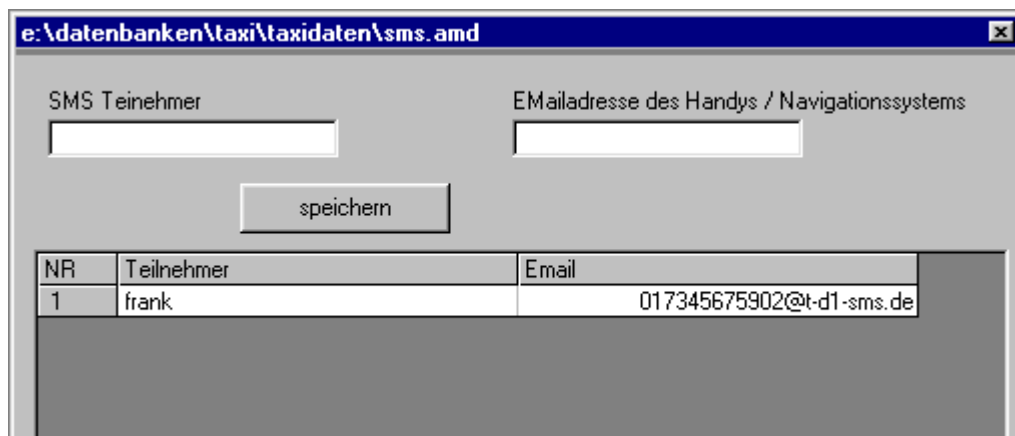 e:\datenbanken\taxi\taxidaten\sms.amd
SMS Teinehmer EMailadresse des Handys / Navigationssystems
speichern
NR Teilnehmer Email
1 frank 017345675902@t-d1-sms.de